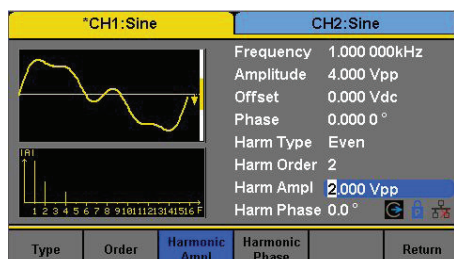 *CH1:Sine CH2:Sine
Frequency 1.000 000kHz
Amplitude 4.000 Vpp
Offset 0.000 Vdc
Phase 0.000 0 °
Harm Type Even
Harm Order 2
Harm Ampl 2.000 Vpp
Harm Phase 0.0 °
|A|
1 2 3 4 5 6 7 8 9 10 11 12 13 14 15 16 F
Type Order Harmonic Ampl Harmonic Phase Return